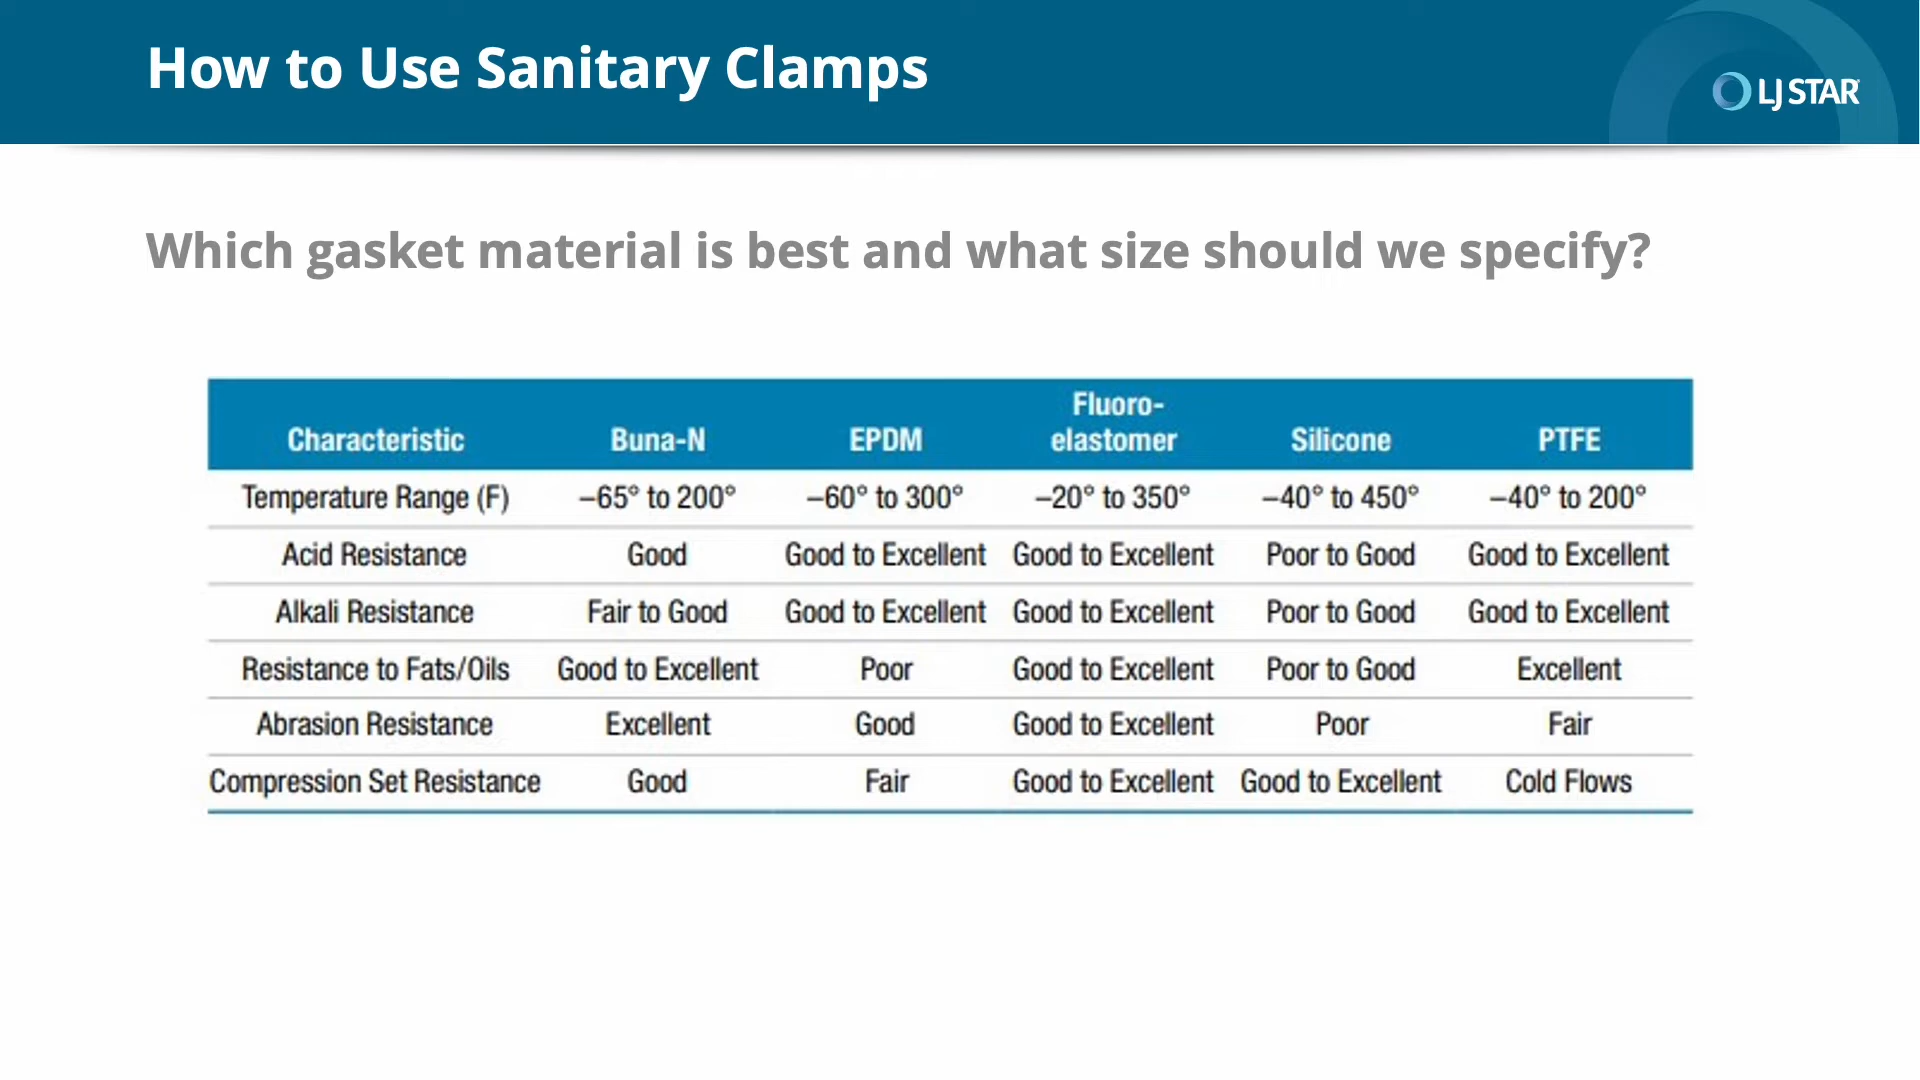 How to Use Sanitary Clamps
LJ STAR
Which gasket material is best and what size should we specify?
Characteristic Buna-N EPDM Fluoro-elastomer Silicone PTFE
Temperature Range (F) –65° to 200° –60° to 300° –20° to 350° –40° to 450° –40° to 200°
Acid Resistance Good Good to Excellent Good to Excellent Poor to Good Good to Excellent
Alkali Resistance Fair to Good Good to Excellent Good to Excellent Poor to Good Good to Excellent
Resistance to Fats/Oils Good to Excellent Poor Good to Excellent Poor to Good Excellent
Abrasion Resistance Excellent Good Good to Excellent Poor Fair
Compression Set Resistance Good Fair Good to Excellent Good to Excellent Cold Flows